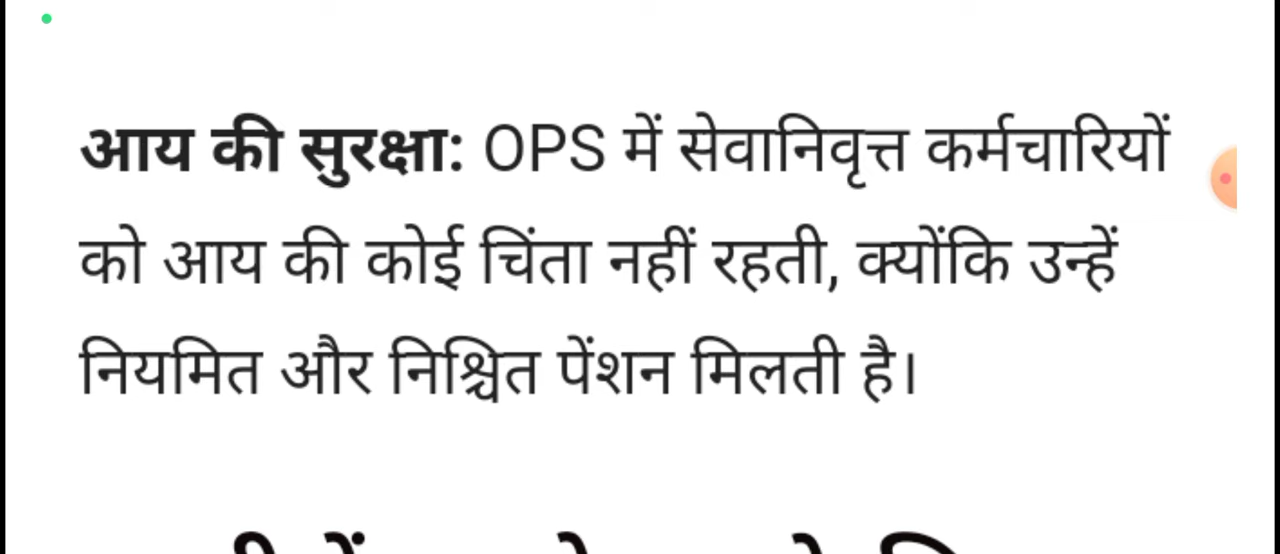 आय की सुरक्षा: OPS में सेवानिवृत्त कर्मचारियों
को आय की कोई चिंता नहीं रहती, क्योंकि उन्हें
नियमित और निश्चित पेंशन मिलती है।